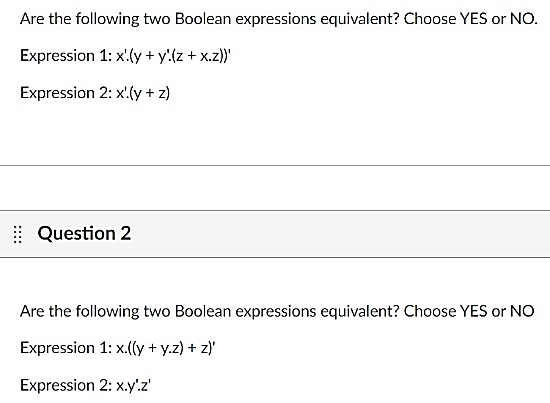 Are the following two Boolean expressions equivalent? Choose YES or NO.
Expression 1: x'.(y + y'.(z + x.z))'
Expression 2: x'.(y + z)
Question 2
Are the following two Boolean expressions equivalent? Choose YES or NO
Expression 1: x.((y + y.z) + z)'
Expression 2: x.y'.z'